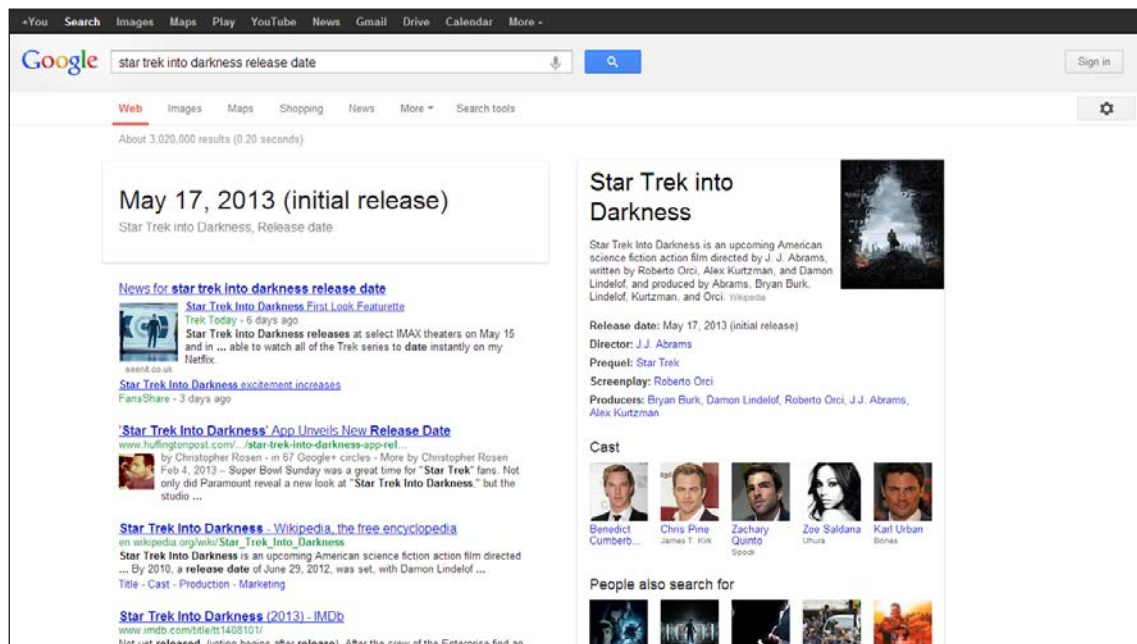 +You Search Images Maps Play YouTube News Gmail Drive Calendar More
Google star trek into darkness release date Sign in
Web Images Maps Shopping News More Search tools
About 3,020,000 results (0.20 seconds)
May 17, 2013 (initial release)
Star Trek into Darkness, Release date
News for star trek into darkness release date
Star Trek Into Darkness First Look Featurette
Trek Today - 6 days ago
Star Trek Into Darkness releases at select IMAX theaters on May 15
and in ... able to watch all of the Trek series to date instantly on my
Netflix.
seenit.co.uk
Star Trek Into Darkness excitement increases
FansShare - 3 days ago
'Star Trek Into Darkness' App Unveils New Release Date
www.huffingtonpost.com/.../star-trek-into-darkness-app-rel...
by Christopher Rosen - in 67 Google+ circles - More by Christopher Rosen
Feb 4, 2013 – Super Bowl Sunday was a great time for "Star Trek" fans. Not
only did Paramount reveal a new look at "Star Trek Into Darkness," but the
studio ...
Star Trek Into Darkness - Wikipedia, the free encyclopedia
en.wikipedia.org/wiki/Star_Trek_Into_Darkness
Star Trek Into Darkness is an upcoming American science fiction action film directed
... By 2010, a release date of June 29, 2012, was set, with Damon Lindelof ...
Title - Cast - Production - Marketing
Star Trek Into Darkness (2013) - IMDb
www.imdb.com/title/tt1408101/
Not yet released. (voting begins after release). After the crew of the Enterprise find an
Star Trek into
Darkness
Star Trek Into Darkness is an upcoming American
science fiction action film directed by J. J. Abrams,
written by Roberto Orci, Alex Kurtzman, and Damon
Lindelof, and produced by Abrams, Bryan Burk,
Lindelof, Kurtzman, and Orci. Wikipedia
Release date: May 17, 2013 (initial release)
Director: J.J. Abrams
Prequel: Star Trek
Screenplay: Roberto Orci
Producers: Bryan Burk, Damon Lindelof, Roberto Orci, J.J. Abrams,
Alex Kurtzman
Cast
Benedict Chris Pine Zachary Zoe Saldana Karl Urban
Cumberb... James T. Kirk Quinto Uhura Bones
Spock
People also search for